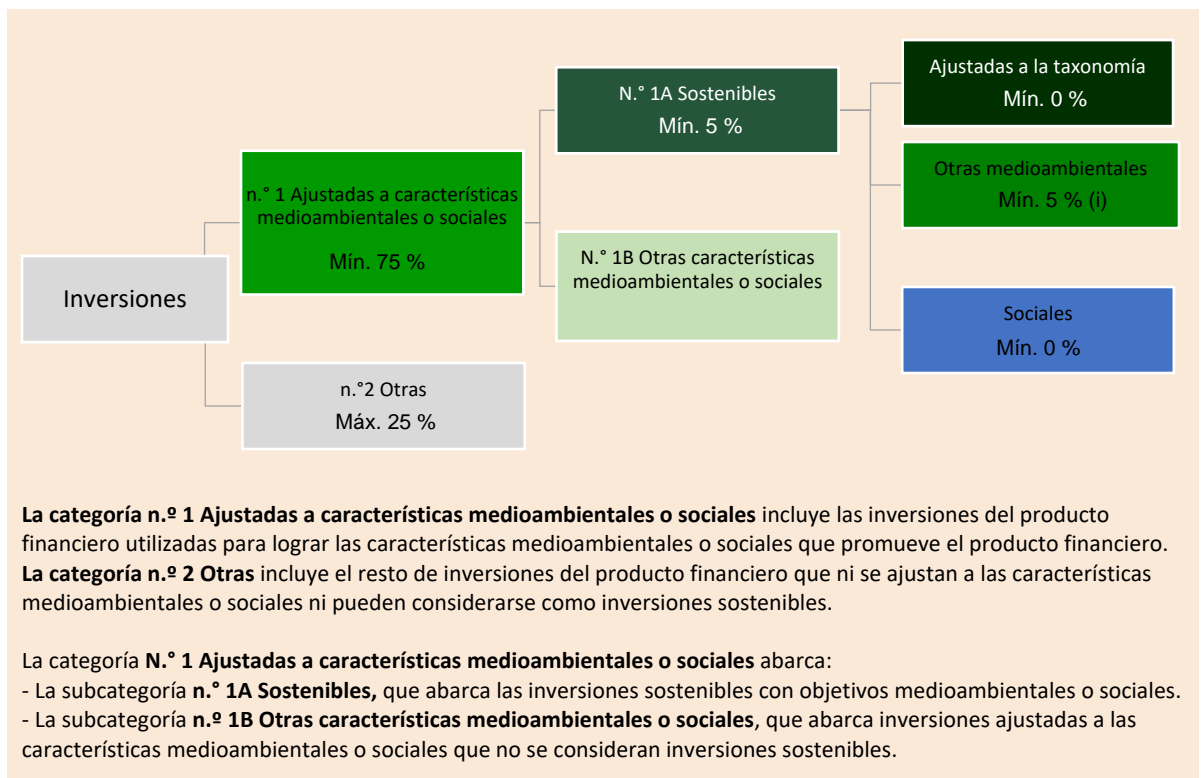 Inversiones
n.° 1 Ajustadas a características
medioambientales o sociales
Mín. 75 %
n.°2 Otras
Máx. 25 %
N.° 1A Sostenibles
Mín. 5 %
N.° 1B Otras características
medioambientales o sociales
Ajustadas a la taxonomía
Mín. 0 %
Otras medioambientales
Mín. 5 % (i)
Sociales
Mín. 0 %
La categoría n.º 1 Ajustadas a características medioambientales o sociales incluye las inversiones del producto
financiero utilizadas para lograr las características medioambientales o sociales que promueve el producto financiero.
La categoría n.º 2 Otras incluye el resto de inversiones del producto financiero que ni se ajustan a las características
medioambientales o sociales ni pueden considerarse como inversiones sostenibles.
La categoría N.° 1 Ajustadas a características medioambientales o sociales abarca:
- La subcategoría n.° 1A Sostenibles, que abarca las inversiones sostenibles con objetivos medioambientales o sociales.
- La subcategoría n.º 1B Otras características medioambientales o sociales, que abarca inversiones ajustadas a las
características medioambientales o sociales que no se consideran inversiones sostenibles.